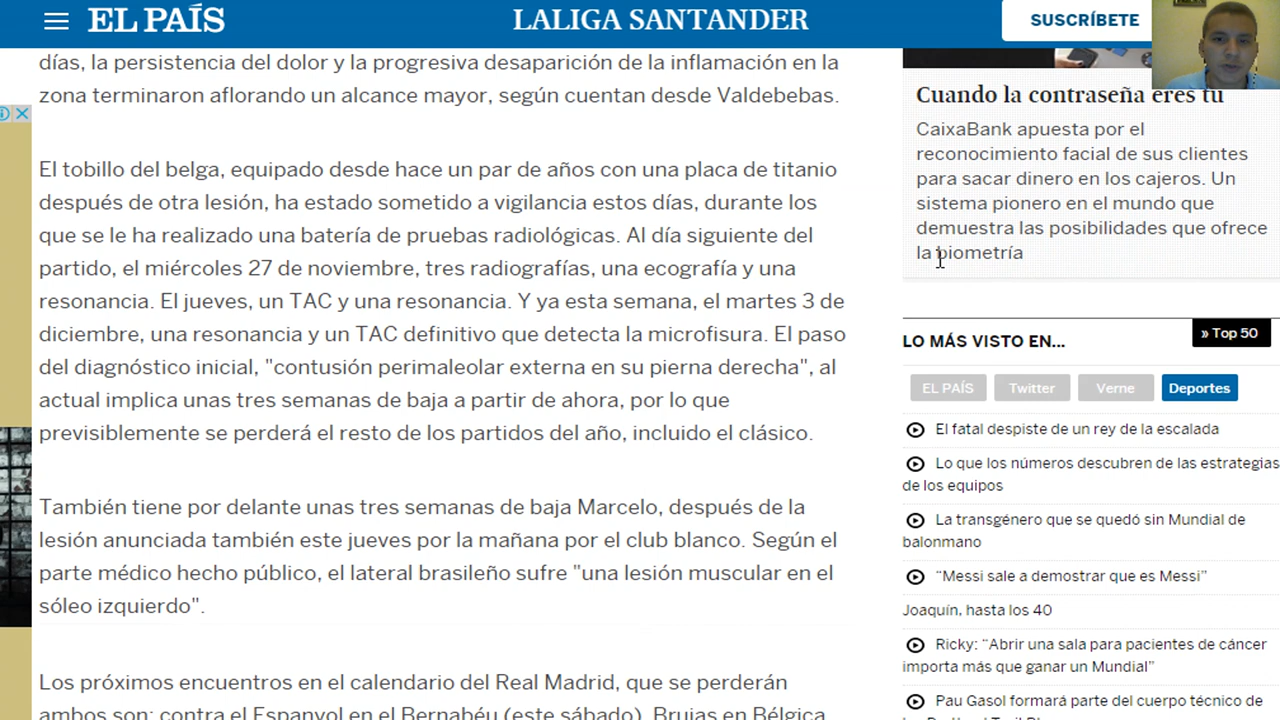 EL PAÍS
LALIGA SANTANDER
SUSCRÍBETE
días, la persistencia del dolor y la progresiva desaparición de la inflamación en la
zona terminaron aflorando un alcance mayor, según cuentan desde Valdebebas.
El tobillo del belga, equipado desde hace un par de años con una placa de titanio
después de otra lesión, ha estado sometido a vigilancia estos días, durante los
que se le ha realizado una batería de pruebas radiológicas. Al día siguiente del
partido, el miércoles 27 de noviembre, tres radiografías, una ecografía y una
resonancia. El jueves, un TAC y una resonancia. Y ya esta semana, el martes 3 de
diciembre, una resonancia y un TAC definitivo que detecta la microfisura. El paso
del diagnóstico inicial, "contusión perimaleolar externa en su pierna derecha", al
actual implica unas tres semanas de baja a partir de ahora, por lo que
previsiblemente se perderá el resto de los partidos del año, incluido el clásico.
También tiene por delante unas tres semanas de baja Marcelo, después de la
lesión anunciada también este jueves por la mañana por el club blanco. Según el
parte médico hecho público, el lateral brasileño sufre "una lesión muscular en el
sóleo izquierdo".
Los próximos encuentros en el calendario del Real Madrid, que se perderán
ambos son: contra el Espanyol en el Bernabéu (este sábado), Brujas en Bélgica
Cuando la contraseña eres tú
CaixaBank apuesta por el
reconocimiento facial de sus clientes
para sacar dinero en los cajeros. Un
sistema pionero en el mundo que
demuestra las posibilidades que ofrece
la biometría
» Top 50
LO MÁS VISTO EN...
EL PAÍS Twitter Verne Deportes
El fatal despiste de un rey de la escalada
Lo que los números descubren de las estrategias
de los equipos
La transgénero que se quedó sin Mundial de
balonmano
“Messi sale a demostrar que es Messi”
Joaquín, hasta los 40
Ricky: “Abrir una sala para pacientes de cáncer
importa más que ganar un Mundial”
Pau Gasol formará parte del cuerpo técnico de